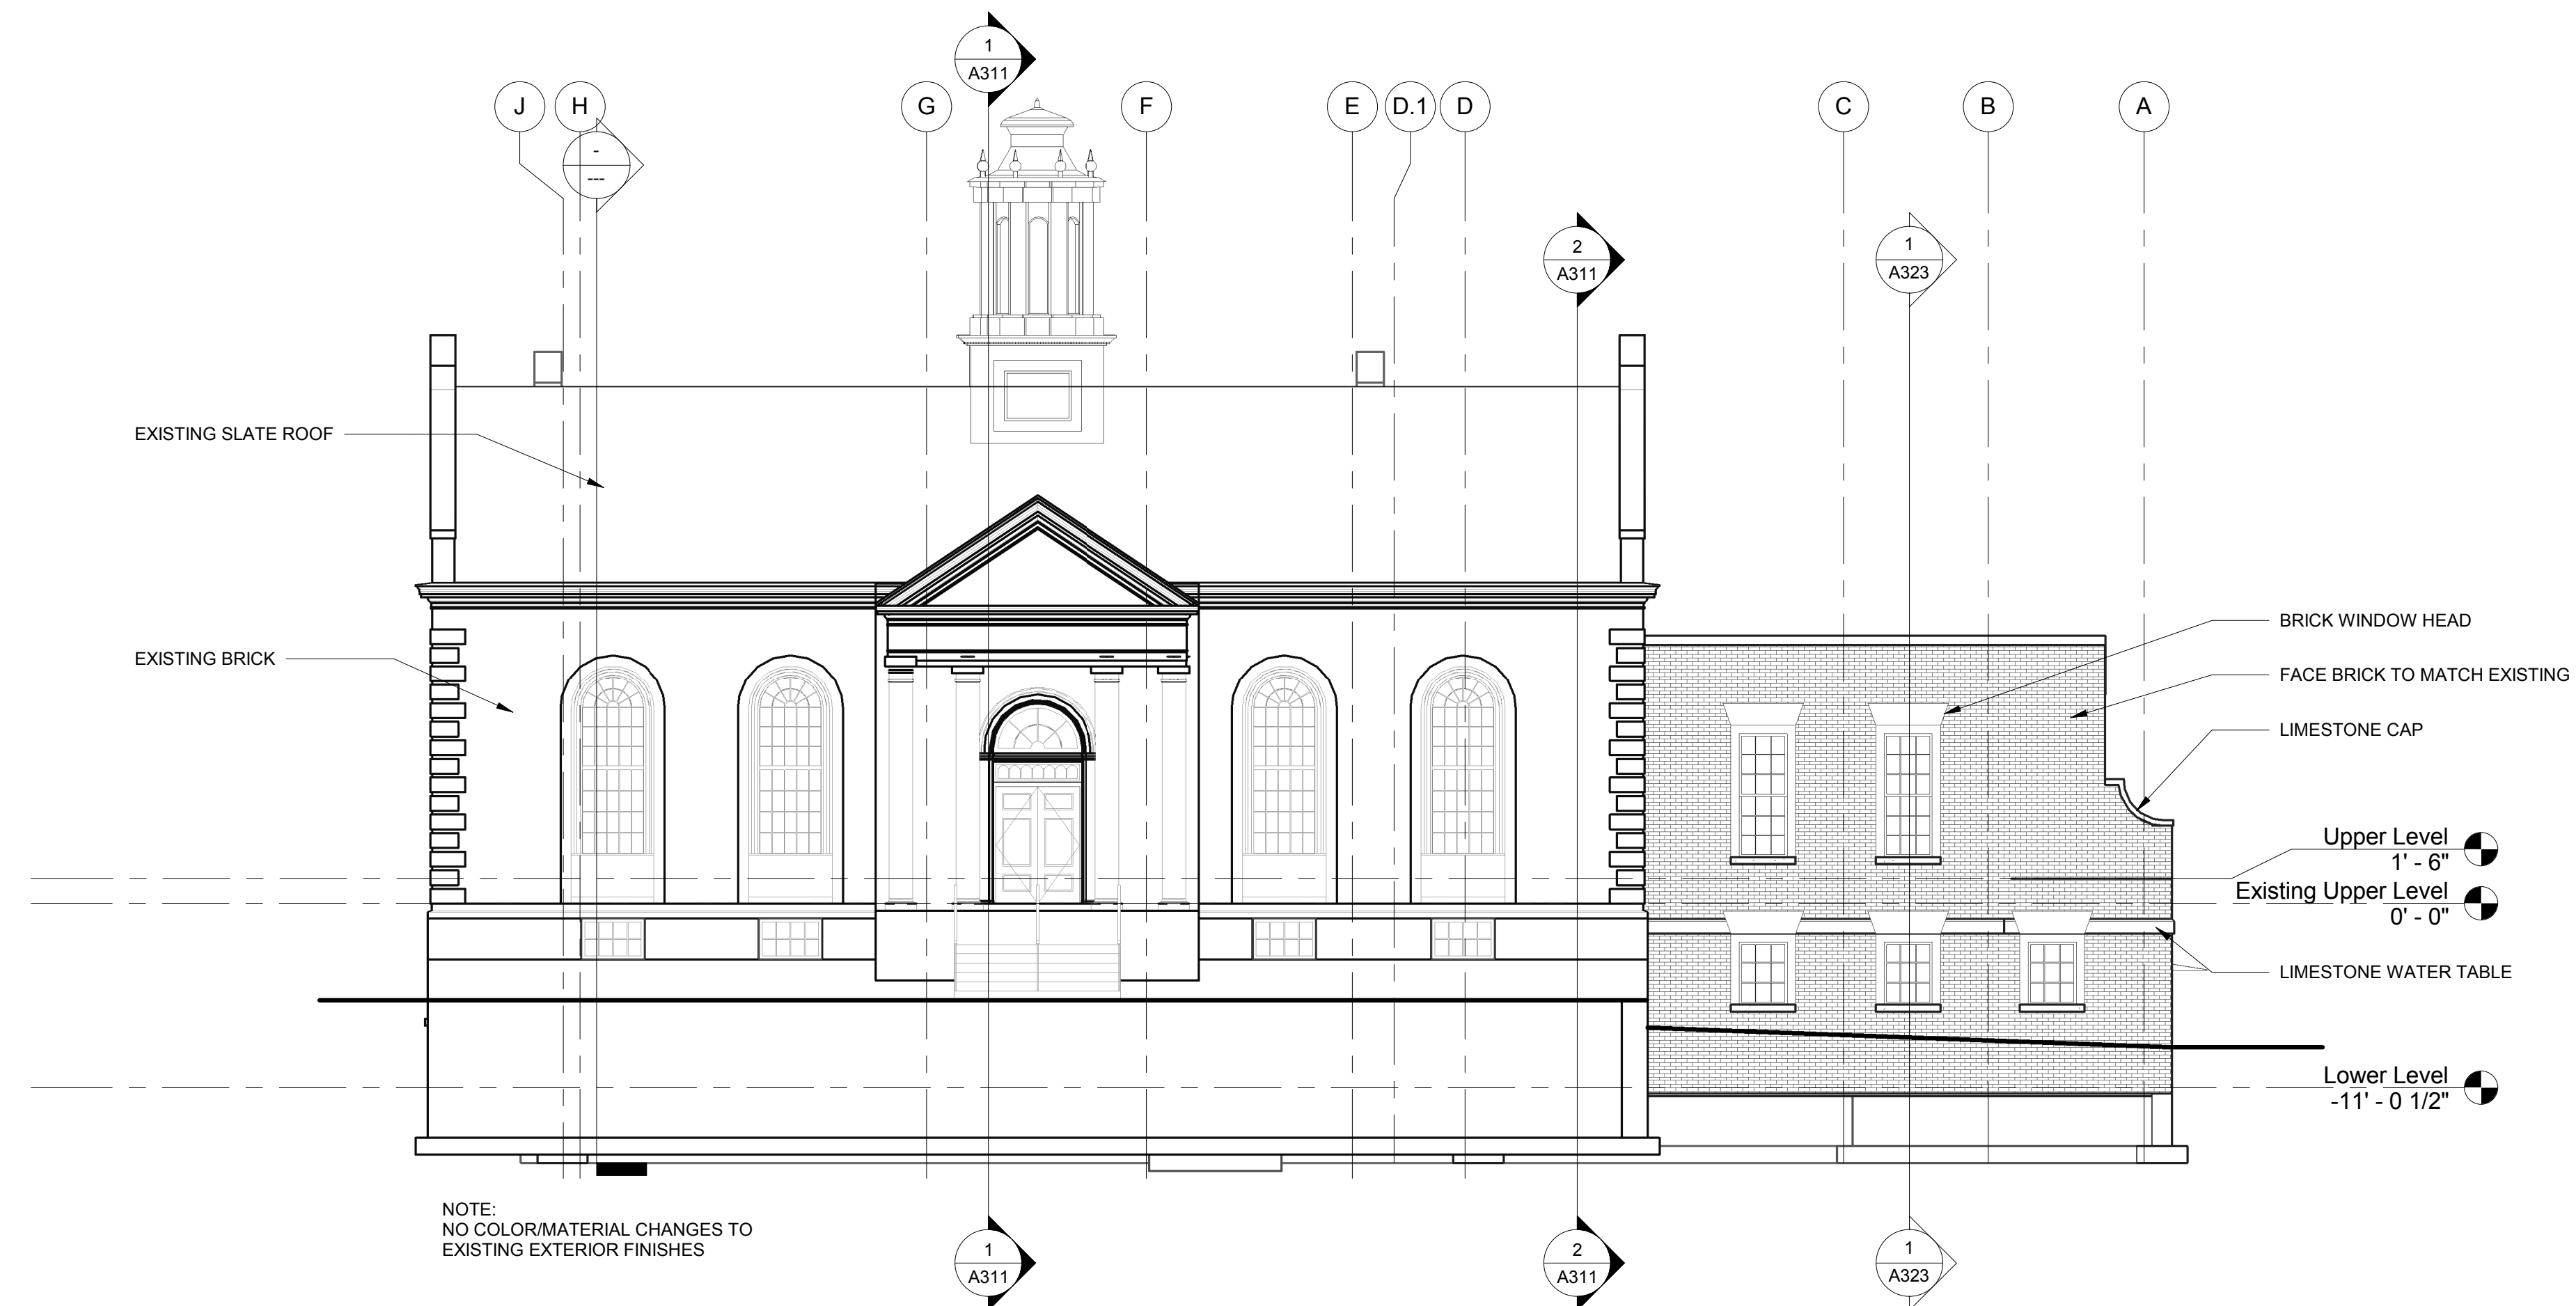 1
A311
J
H
G
F
E
D.1
D
C
B
A
-
---
2
A311
1
A323
EXISTING SLATE ROOF
BRICK WINDOW HEAD
EXISTING BRICK
FACE BRICK TO MATCH EXISTING
LIMESTONE CAP
Upper Level
1' - 6"
Existing Upper Level
0' - 0"
LIMESTONE WATER TABLE
Lower Level
-11' - 0 1/2"
NOTE:
NO COLOR/MATERIAL CHANGES TO
EXISTING EXTERIOR FINISHES
1
A311
2
A311
1
A323